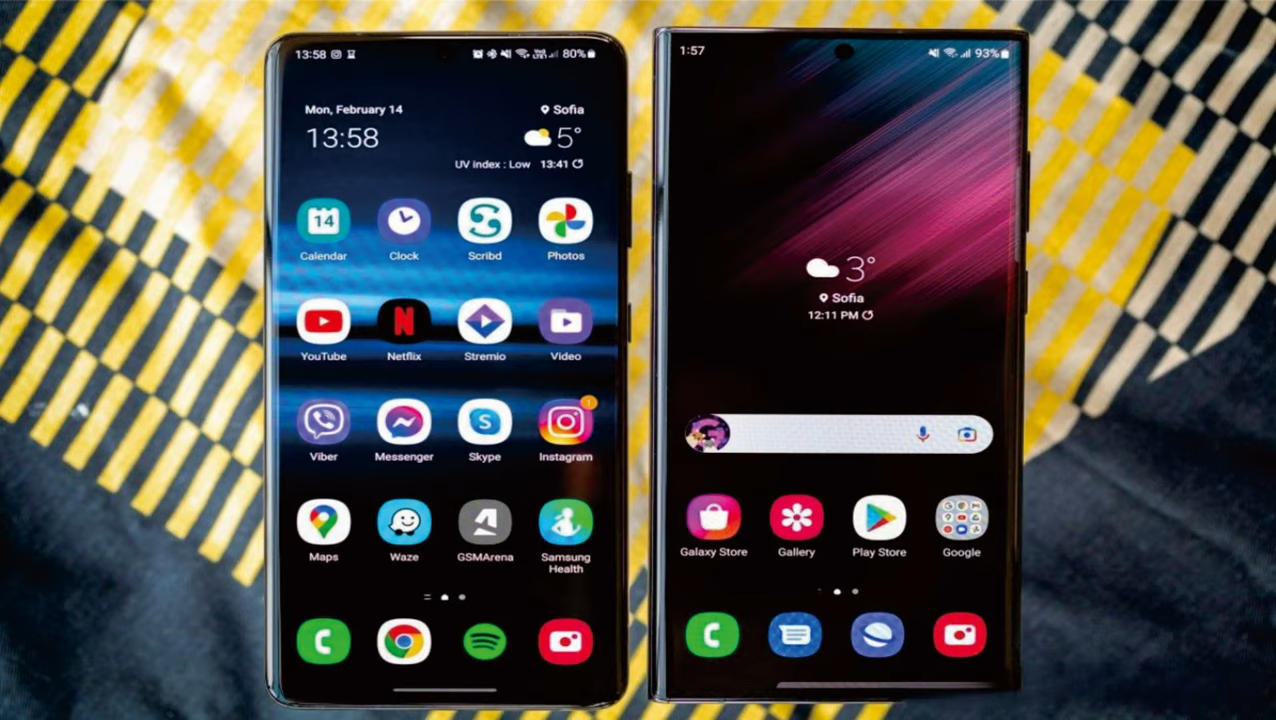 13:58
80%
Mon, February 14
Sofia
13:58
5°
UV index : Low 13:41
14
Calendar
Clock
Scribd
Photos
YouTube
N
Netflix
Stremio
Video
1
Viber
Messenger
S
Skype
Instagram
Maps
Waze
GSMArena
Samsung
Health
1:57
93%
3°
Sofia
12:11 PM
G
Galaxy Store
Gallery
Play Store
Google